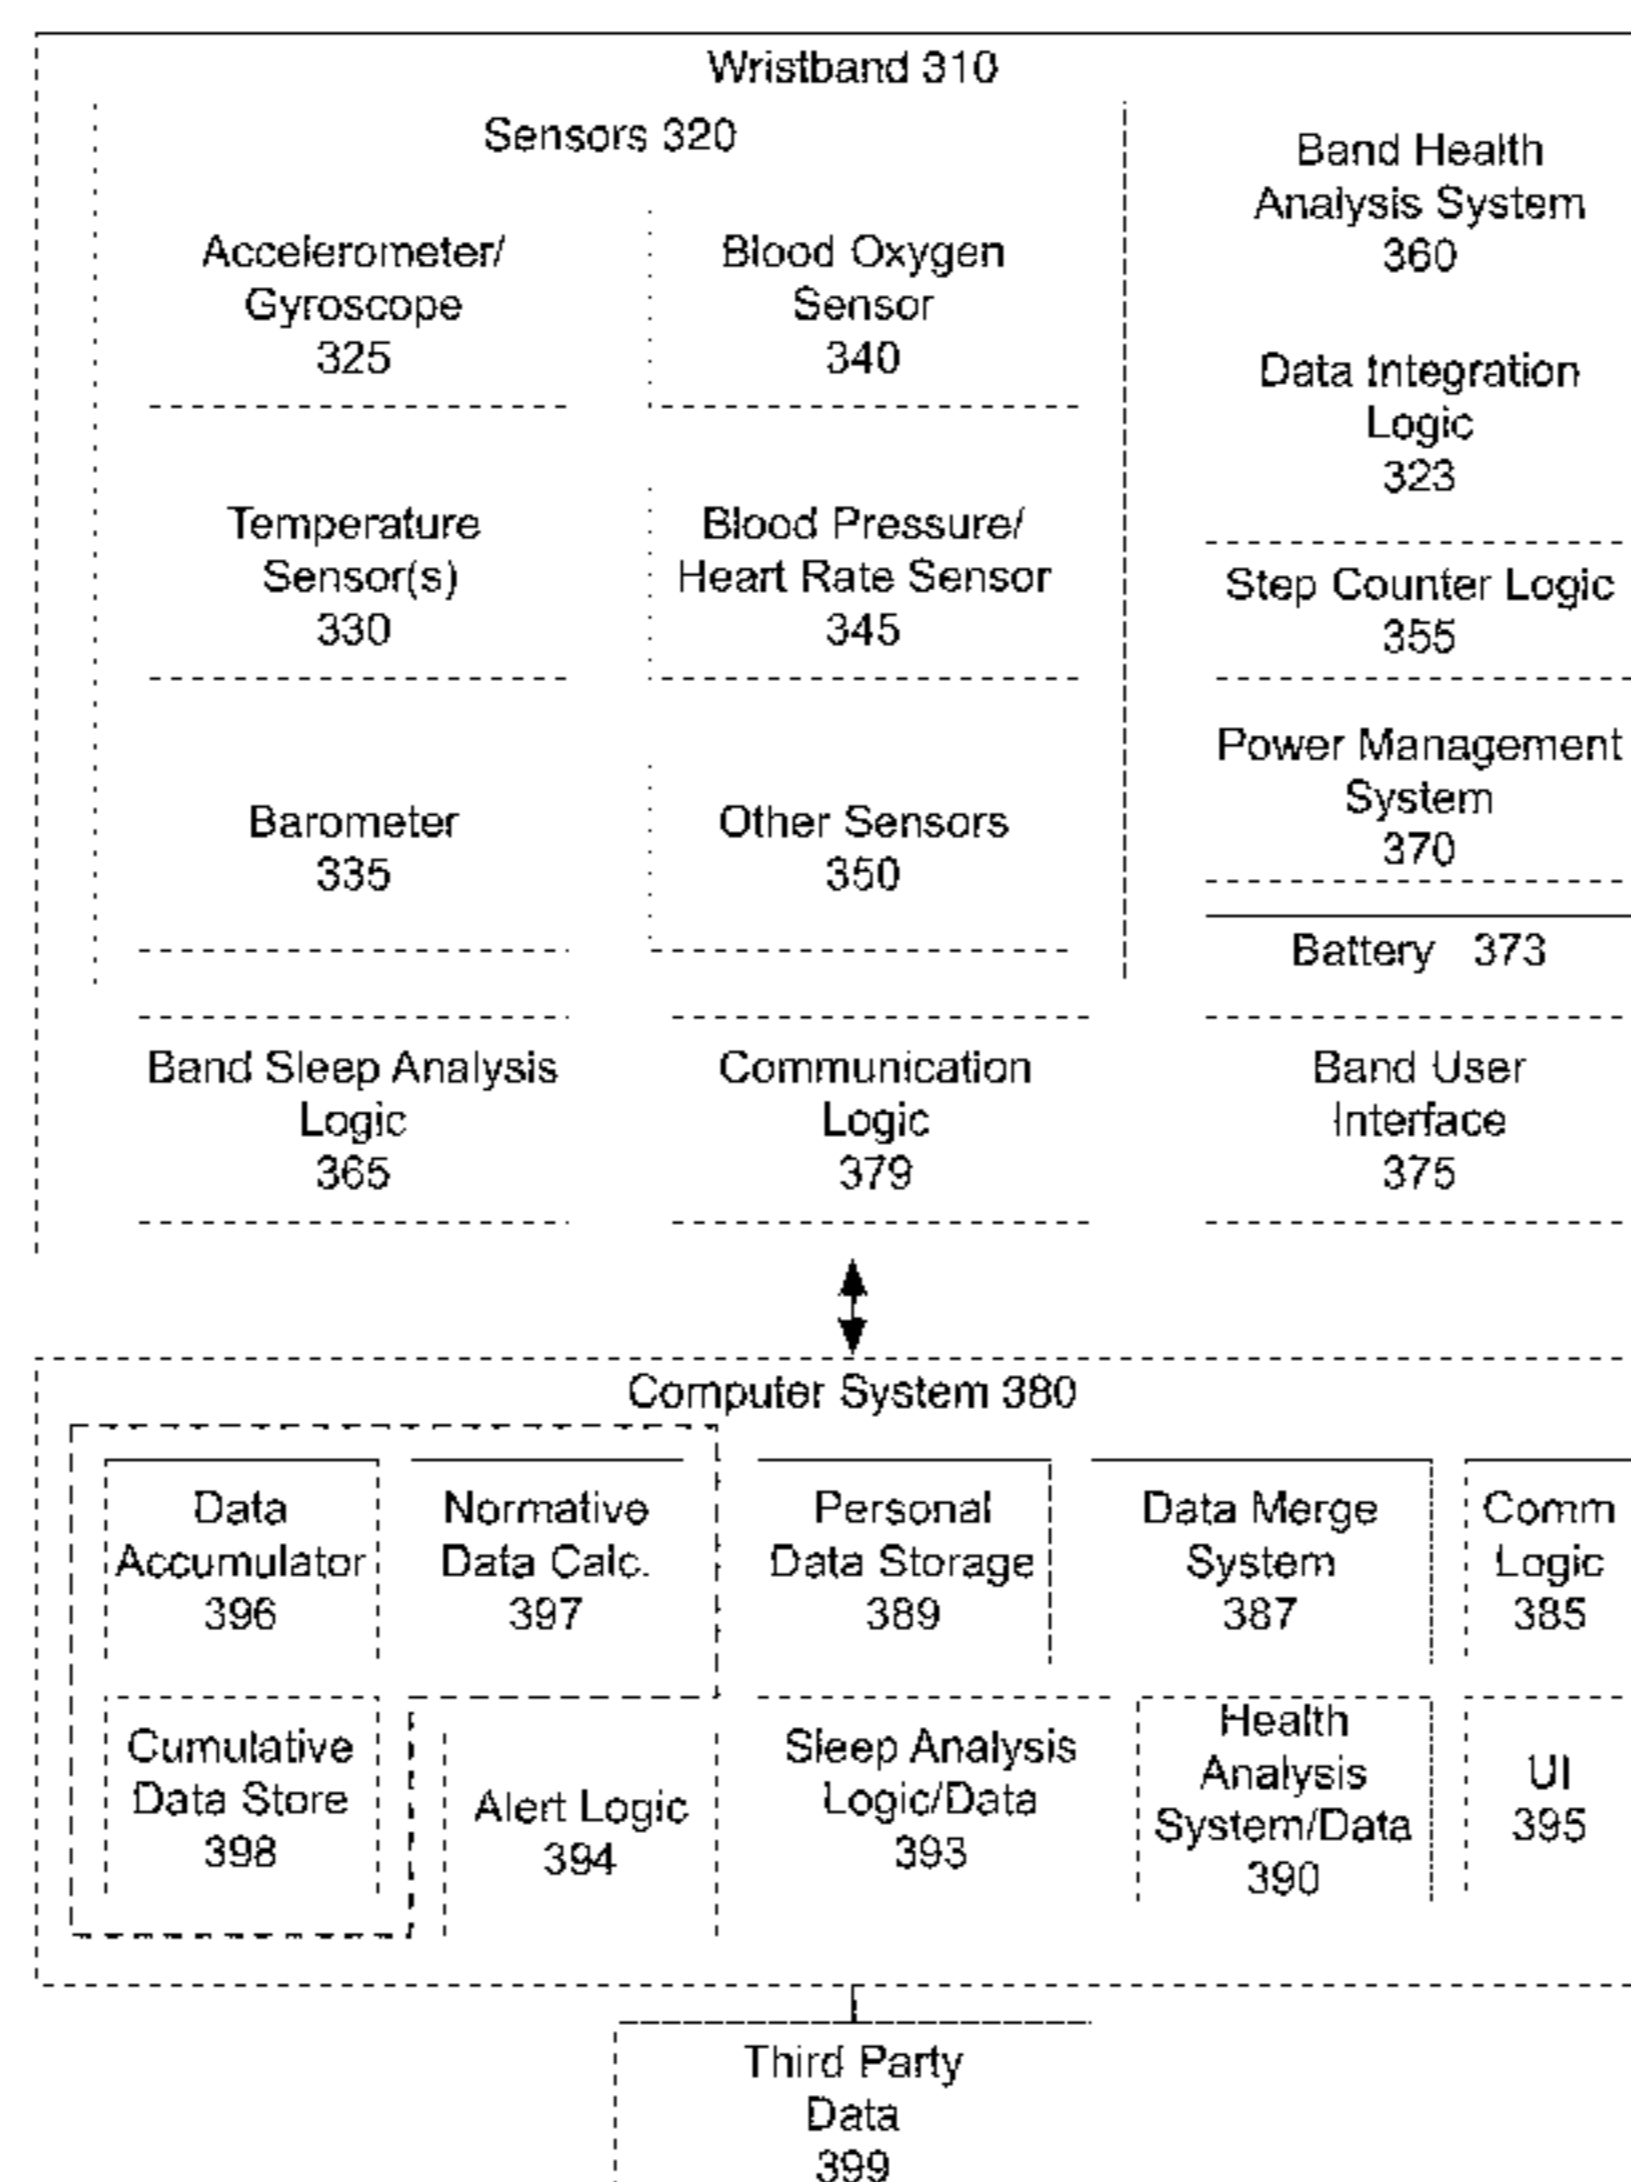 Wristband 310
Sensors 320
Accelerometer/
Gyroscope
325
Blood Oxygen
Sensor
340
Temperature
Sensor(s)
330
Blood Pressure/
Heart Rate Sensor
345
Barometer
335
Other Sensors
350
Band Health
Analysis System
360
Data Integration
Logic
323
Step Counter Logic
355
Power Management
System
370
Battery 373
Band Sleep Analysis
Logic
365
Communication
Logic
379
Band User
Interface
375
Computer System 380
Data
Accumulator
396
Normative
Data Calc.
397
Personal
Data Storage
389
Data Merge
System
387
Comm
Logic
385
Cumulative
Data Store
398
Alert Logic
394
Sleep Analysis
Logic/Data
393
Health
Analysis
System/Data
390
UI
395
Third Party
Data
399